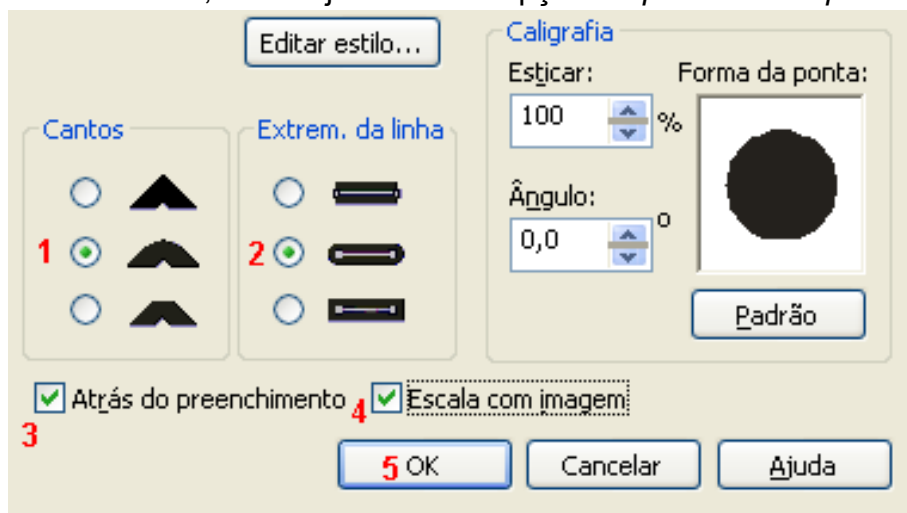 Editar estilo...
Caligrafia
Esticar:
Forma da ponta:
100
%
Cantos
Extrem. da linha
Ângulo:
0,0
o
1
2
Padrão
Atrás do preenchimento
4
Escala com imagem
3
5 OK
Cancelar
Ajuda